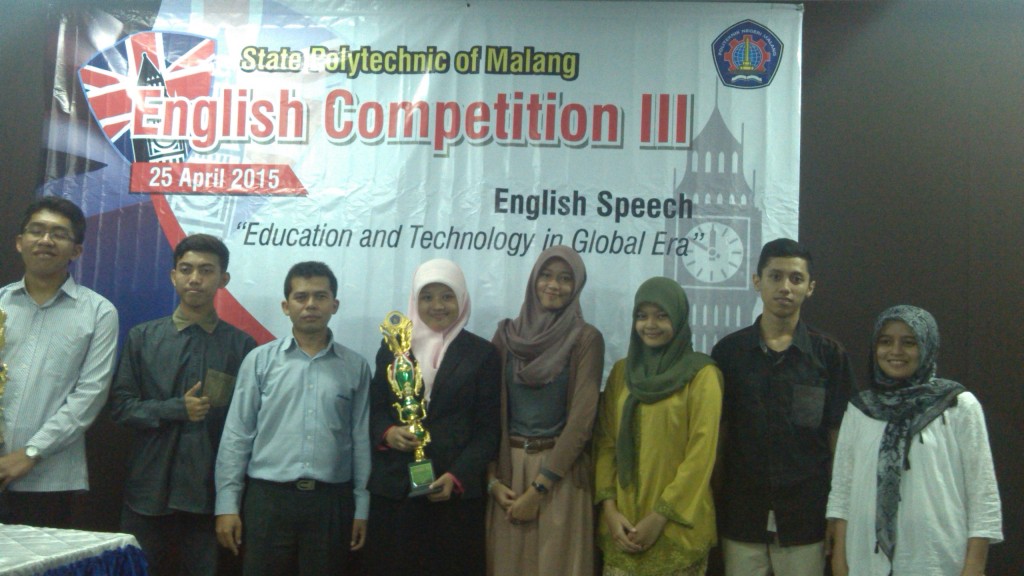 State Polytechnic of Malang
English Competition III
25 April 2015
English Speech
"Education and Technology in Global Era"